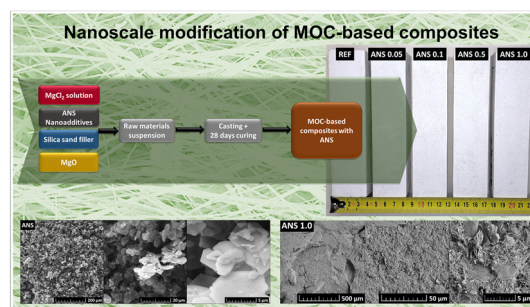 Nanoscale modification of MOC-based composites
REF
ANS 0.05
ANS 0.1
ANS 0.5
ANS 1.0
MgCl₂ solution
ANS
Nanoadditives
Silica sand filler
MgO
Raw materials
suspension
Casting +
28 days curing
MOC-based
composites with
ANS
ANS
200 µm
20 µm
5 µm
ANS 1.0
500 µm
50 µm
5 µm